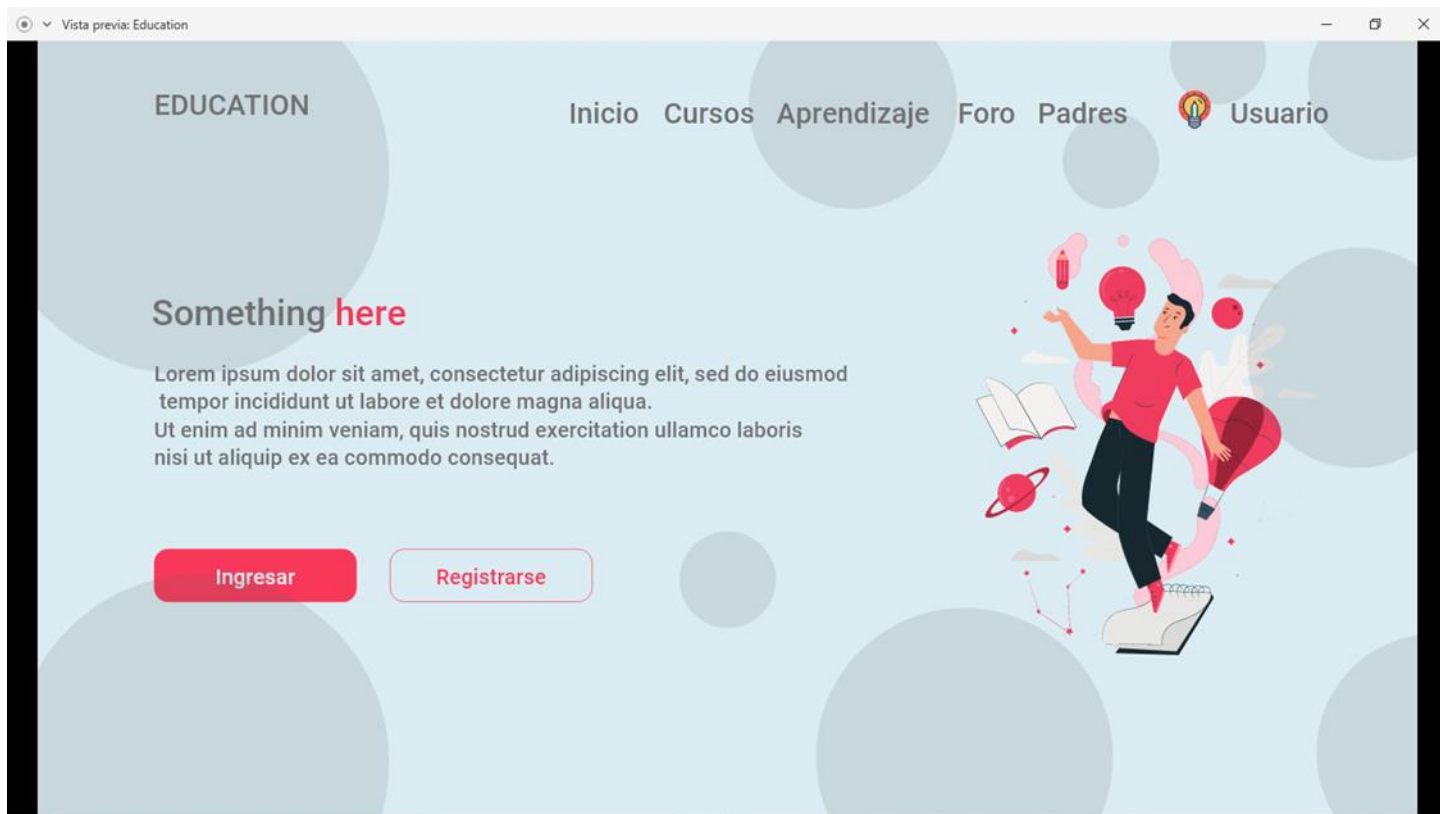 Vista previa: Education
EDUCATION
Inicio Cursos Aprendizaje Foro Padres Usuario
Something here
Lorem ipsum dolor sit amet, consectetur adipiscing elit, sed do eiusmod
tempor incididunt ut labore et dolore magna aliqua.
Ut enim ad minim veniam, quis nostrud exercitation ullamco laboris
nisi ut aliquip ex ea commodo consequat.
Ingresar Registrarse